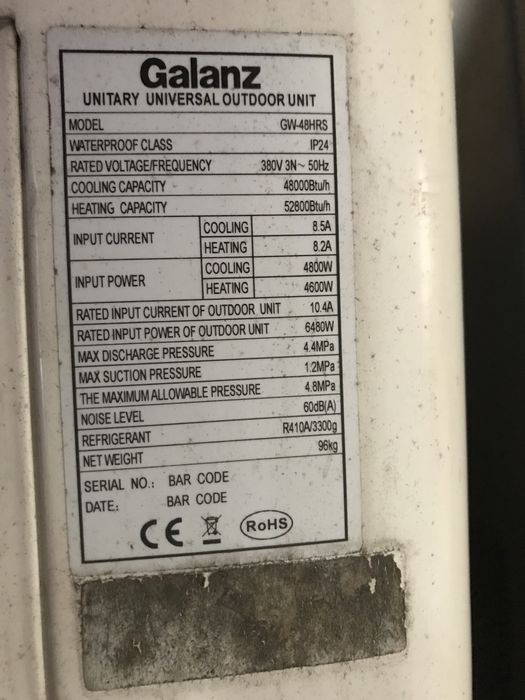 Galanz
UNITARY UNIVERSAL OUTDOOR UNIT
MODEL GW-48HRS
WATERPROOF CLASS IP24
RATED VOLTAGE/FREQUENCY 380V 3N~ 50Hz
COOLING CAPACITY 48000Btu/h
HEATING CAPACITY 52800Btu/h
INPUT CURRENT COOLING 8.5A
HEATING 8.2A
INPUT POWER COOLING 4800W
HEATING 4600W
RATED INPUT CURRENT OF OUTDOOR UNIT 10.4A
RATED INPUT POWER OF OUTDOOR UNIT 6480W
MAX DISCHARGE PRESSURE 4.4MPa
MAX SUCTION PRESSURE 1.2MPa
THE MAXIMUM ALLOWABLE PRESSURE 4.8MPa
NOISE LEVEL 60dB(A)
REFRIGERANT R410A/3300g
NET WEIGHT 96kg
SERIAL NO.: BAR CODE
DATE: BAR CODE
CE RoHS